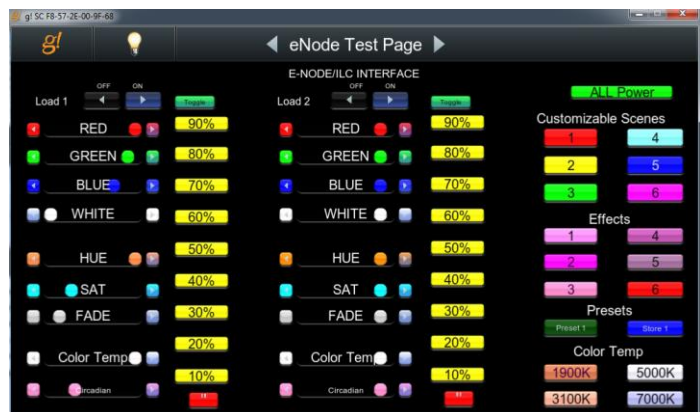 g! SC F8-57-2E-00-9F-68
g!
eNode Test Page
E-NODE/ILC INTERFACE
Load 1
OFF ON
Toggle
RED
90%
GREEN
80%
BLUE
70%
WHITE
60%
50%
HUE
40%
SAT
30%
FADE
20%
Color Temp
10%
Circadian
Load 2
OFF ON
Toggle
RED
90%
GREEN
80%
BLUE
70%
WHITE
60%
50%
HUE
40%
SAT
30%
FADE
20%
Color Temp
10%
Circadian
ALL Power
Customizable Scenes
1 4
2 5
3 6
Effects
1 4
2 5
3 6
Presets
Preset 1 Store 1
Color Temp
1900K 5000K
3100K 7000K